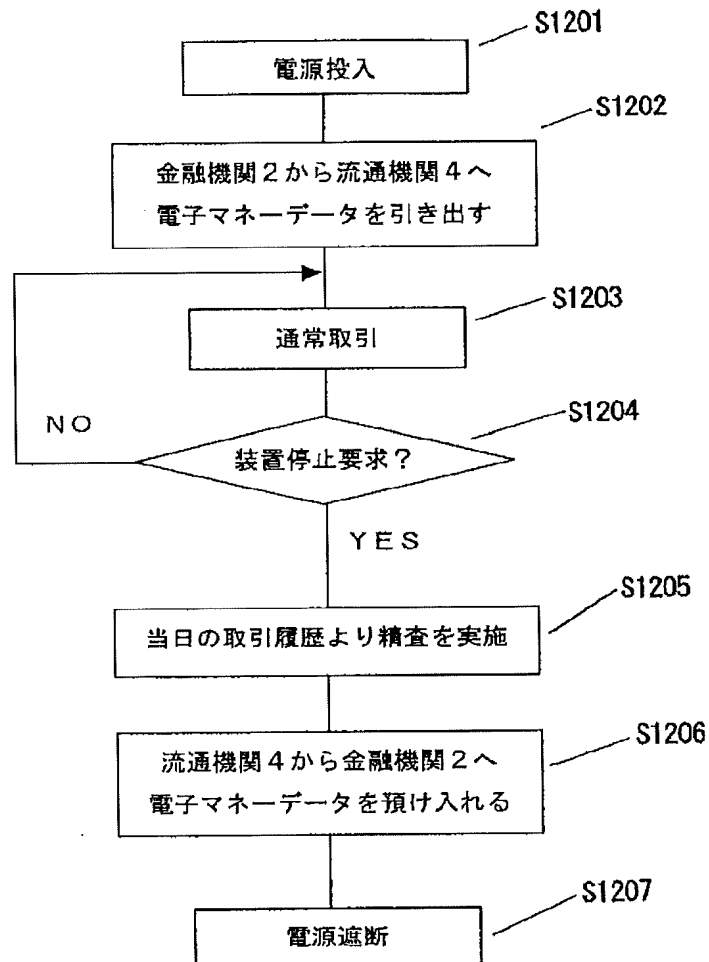 S1201
電源投入
S1202
金融機関２から流通機関４へ
電子マネーデータを引き出す
S1203
通常取引
S1204
NO
装置停止要求？
YES
S1205
当日の取引履歴より精査を実施
S1206
流通機関４から金融機関２へ
電子マネーデータを預け入れる
S1207
電源遮断